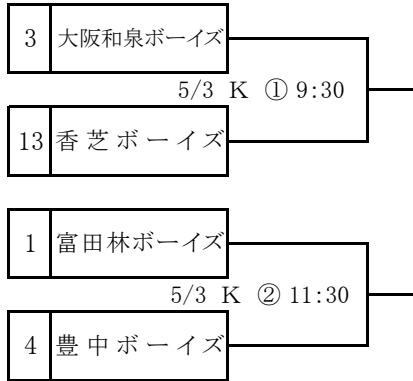 3 大阪和泉ボーイズ
5/3 K ① 9:30
13 香芝ボーイズ
1 富田林ボーイズ
5/3 K ② 11:30
4 豊中ボーイズ